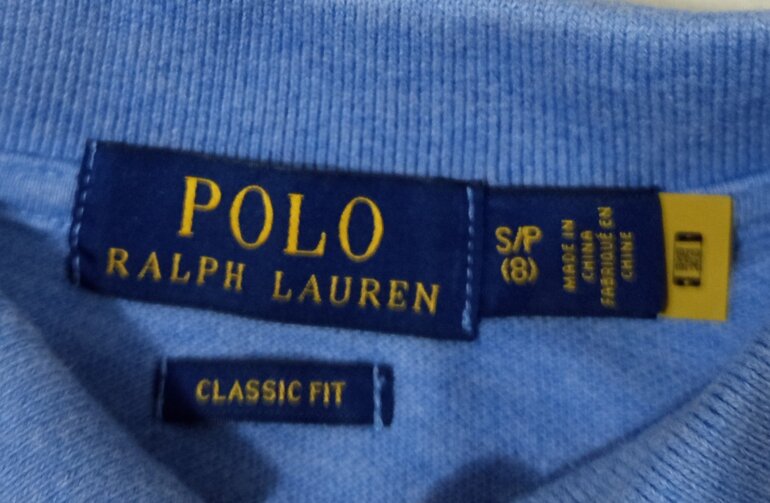 POLO
RALPH LAUREN
S/P
(8)
MADE IN
CHINA
FABRIQUÉ EN
CHINE
CLASSIC FIT